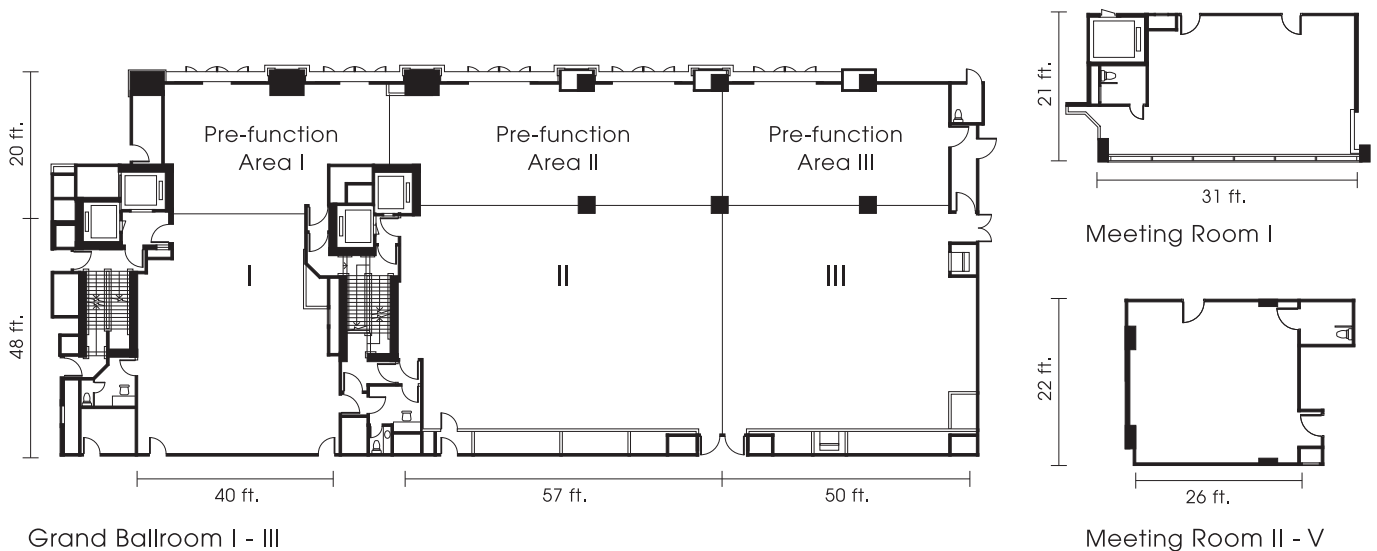 20 ft.
48 ft.
Pre-function
Area I
Pre-function
Area II
Pre-function
Area III
I
II
III
40 ft.
57 ft.
50 ft.
Grand Ballroom I - III
21 ft.
31 ft.
Meeting Room I
22 ft.
26 ft.
Meeting Room II - V